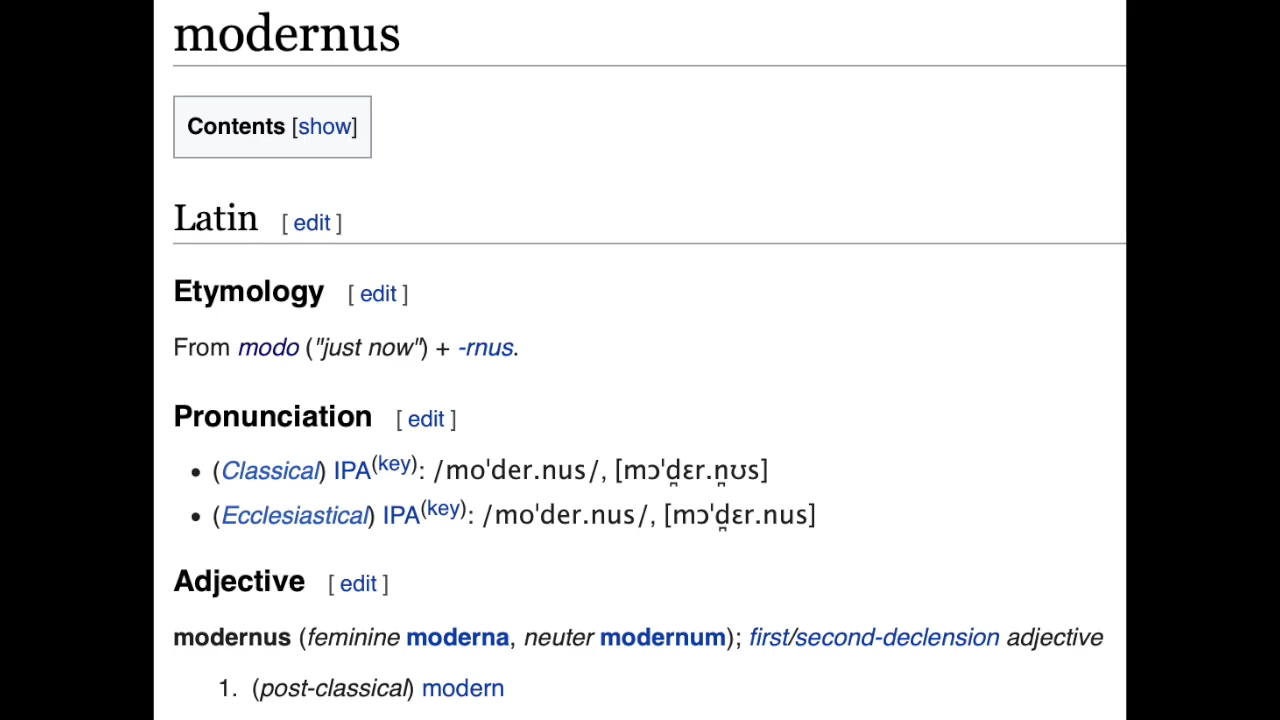 modernus
Contents [show]
Latin [ edit ]
Etymology [ edit ]
From modo ("just now") + -rnus.
Pronunciation [ edit ]
• (Classical) IPA(key): /moˈder.nus/, [mɔˈd̪ɛr.n̪ʊs]
• (Ecclesiastical) IPA(key): /moˈder.nus/, [mɔˈd̪ɛr.nus]
Adjective [ edit ]
modernus (feminine moderna, neuter modernum); first/second-declension adjective
1. (post-classical) modern